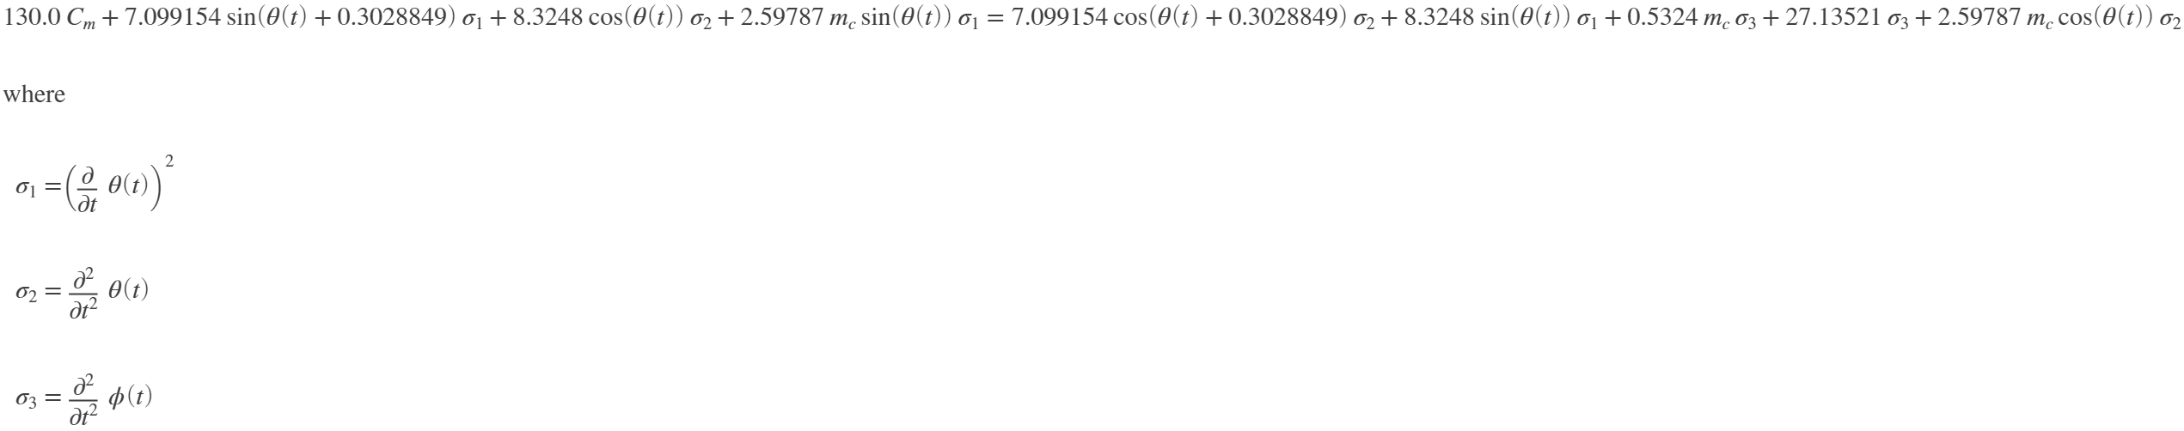 130.0 C_m + 7.099154 sin(θ(t) + 0.3028849) σ_1 + 8.3248 cos(θ(t)) σ_2 + 2.59787 m_c sin(θ(t)) σ_1 = 7.099154 cos(θ(t) + 0.3028849) σ_2 + 8.3248 sin(θ(t)) σ_1 + 0.5324 m_c σ_3 + 27.13521 σ_3 + 2.59787 m_c cos(θ(t)) σ_2
where
σ_1 = (∂/∂t θ(t))^2
σ_2 = ∂^2/∂t^2 θ(t)
σ_3 = ∂^2/∂t^2 ϕ(t)